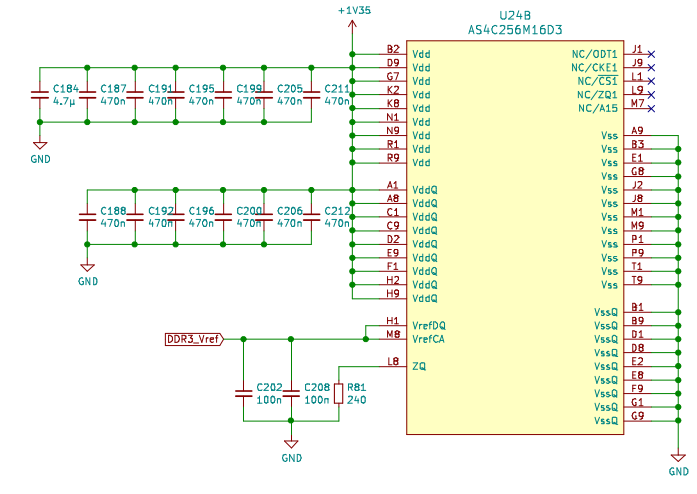 +1V35
U24B
AS4C256M16D3
B2 Vdd
D9 Vdd
G7 Vdd
K2 Vdd
K8 Vdd
N1 Vdd
N9 Vdd
R1 Vdd
R9 Vdd
A1 VddQ
A8 VddQ
C1 VddQ
C9 VddQ
D2 VddQ
E9 VddQ
F1 VddQ
H2 VddQ
H9 VddQ
H1 VrefDQ
M8 VrefCA
L8 ZQ
NC/ODT1 J1
NC/CKE1 J9
NC/CS1 L1
NC/ZQ1 L9
NC/A15 M7
Vss A9
Vss B3
Vss E1
Vss G8
Vss J2
Vss J8
Vss M1
Vss M9
Vss P1
Vss P9
Vss T1
Vss T9
VssQ B1
VssQ B9
VssQ D1
VssQ D8
VssQ E2
VssQ E8
VssQ F9
VssQ G1
VssQ G9
GND
C184 C187 C191 C195 C199 C205 C211
4.7µ 470n 470n 470n 470n 470n 470n
GND
C188 C192 C196 C200 C206 C212
470n 470n 470n 470n 470n 470n
GND
DDR3_Vref
C202 C208 R81
100n 100n 240
GND